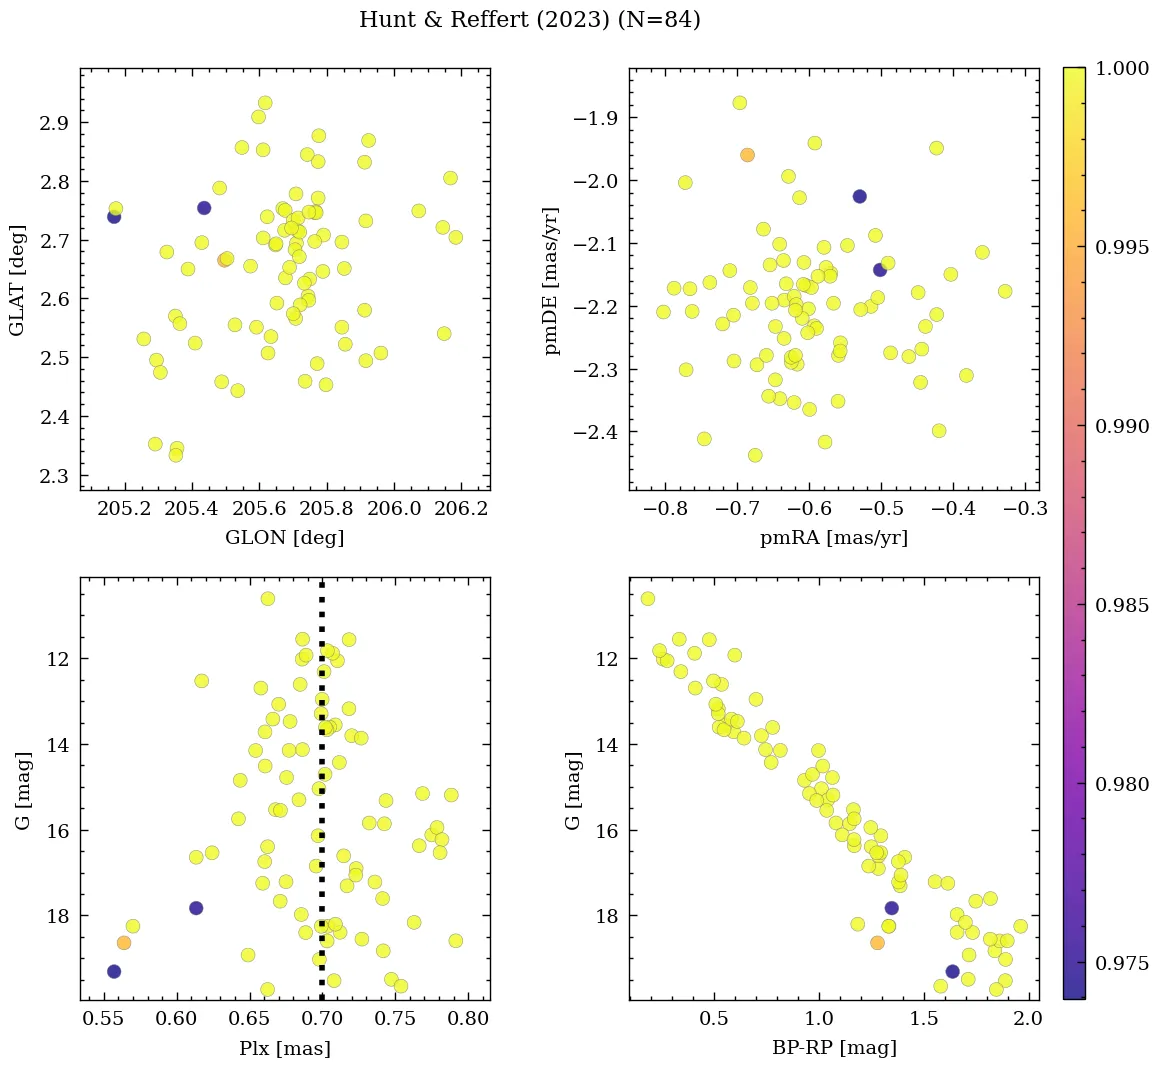 Hunt & Reffert (2023) (N=84)
2.9
2.8
2.7
2.6
2.5
2.4
2.3
GLAT [deg]
205.2 205.4 205.6 205.8 206.0 206.2
GLON [deg]
−1.9
−2.0
−2.1
−2.2
−2.3
−2.4
pmDE [mas/yr]
−0.8 −0.7 −0.6 −0.5 −0.4 −0.3
pmRA [mas/yr]
1.000
0.995
0.990
0.985
0.980
0.975
12
14
16
18
G [mag]
0.55 0.60 0.65 0.70 0.75 0.80
Plx [mas]
12
14
16
18
G [mag]
0.5 1.0 1.5 2.0
BP-RP [mag]